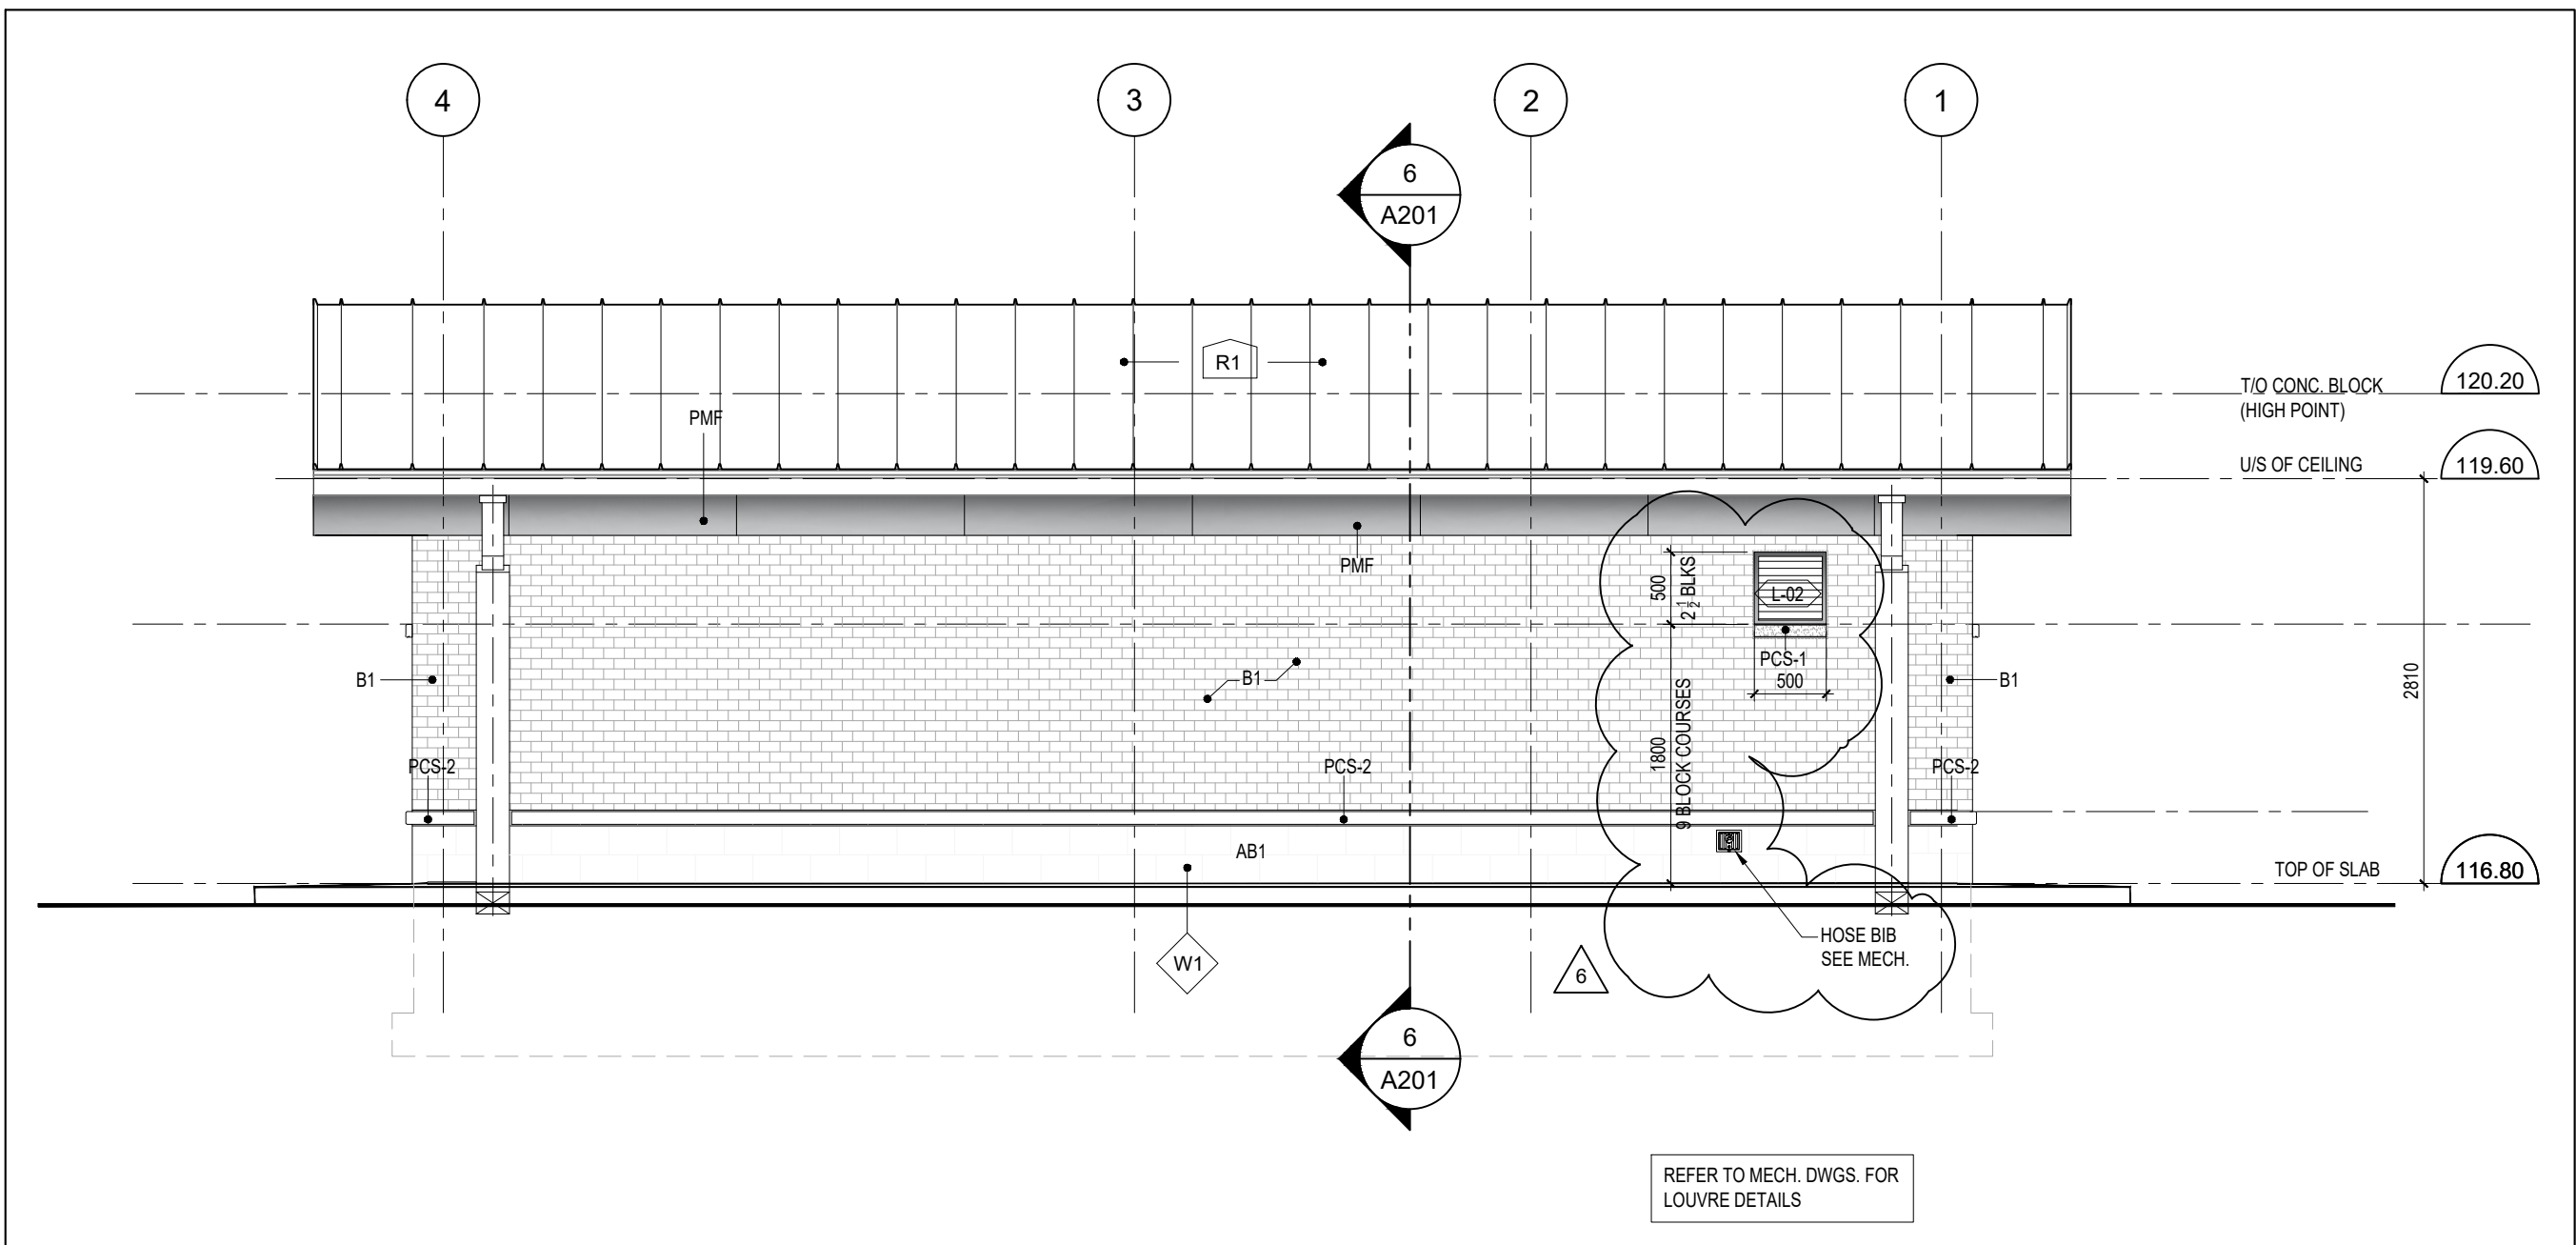 4
3
2
1
6
A201
R1
T/O CONC. BLOCK
(HIGH POINT)
120.20
PMF
U/S OF CEILING
119.60
PMF
500
2 1/2 BLKS
L-02
PCS-1
500
B1
B1
B1
2810
1800
9 BLOCK COURSES
PCS-2
PCS-2
PCS-2
AB1
TOP OF SLAB
116.80
HOSE BIB
SEE MECH.
W1
6
6
A201
REFER TO MECH. DWGS. FOR
LOUVRE DETAILS